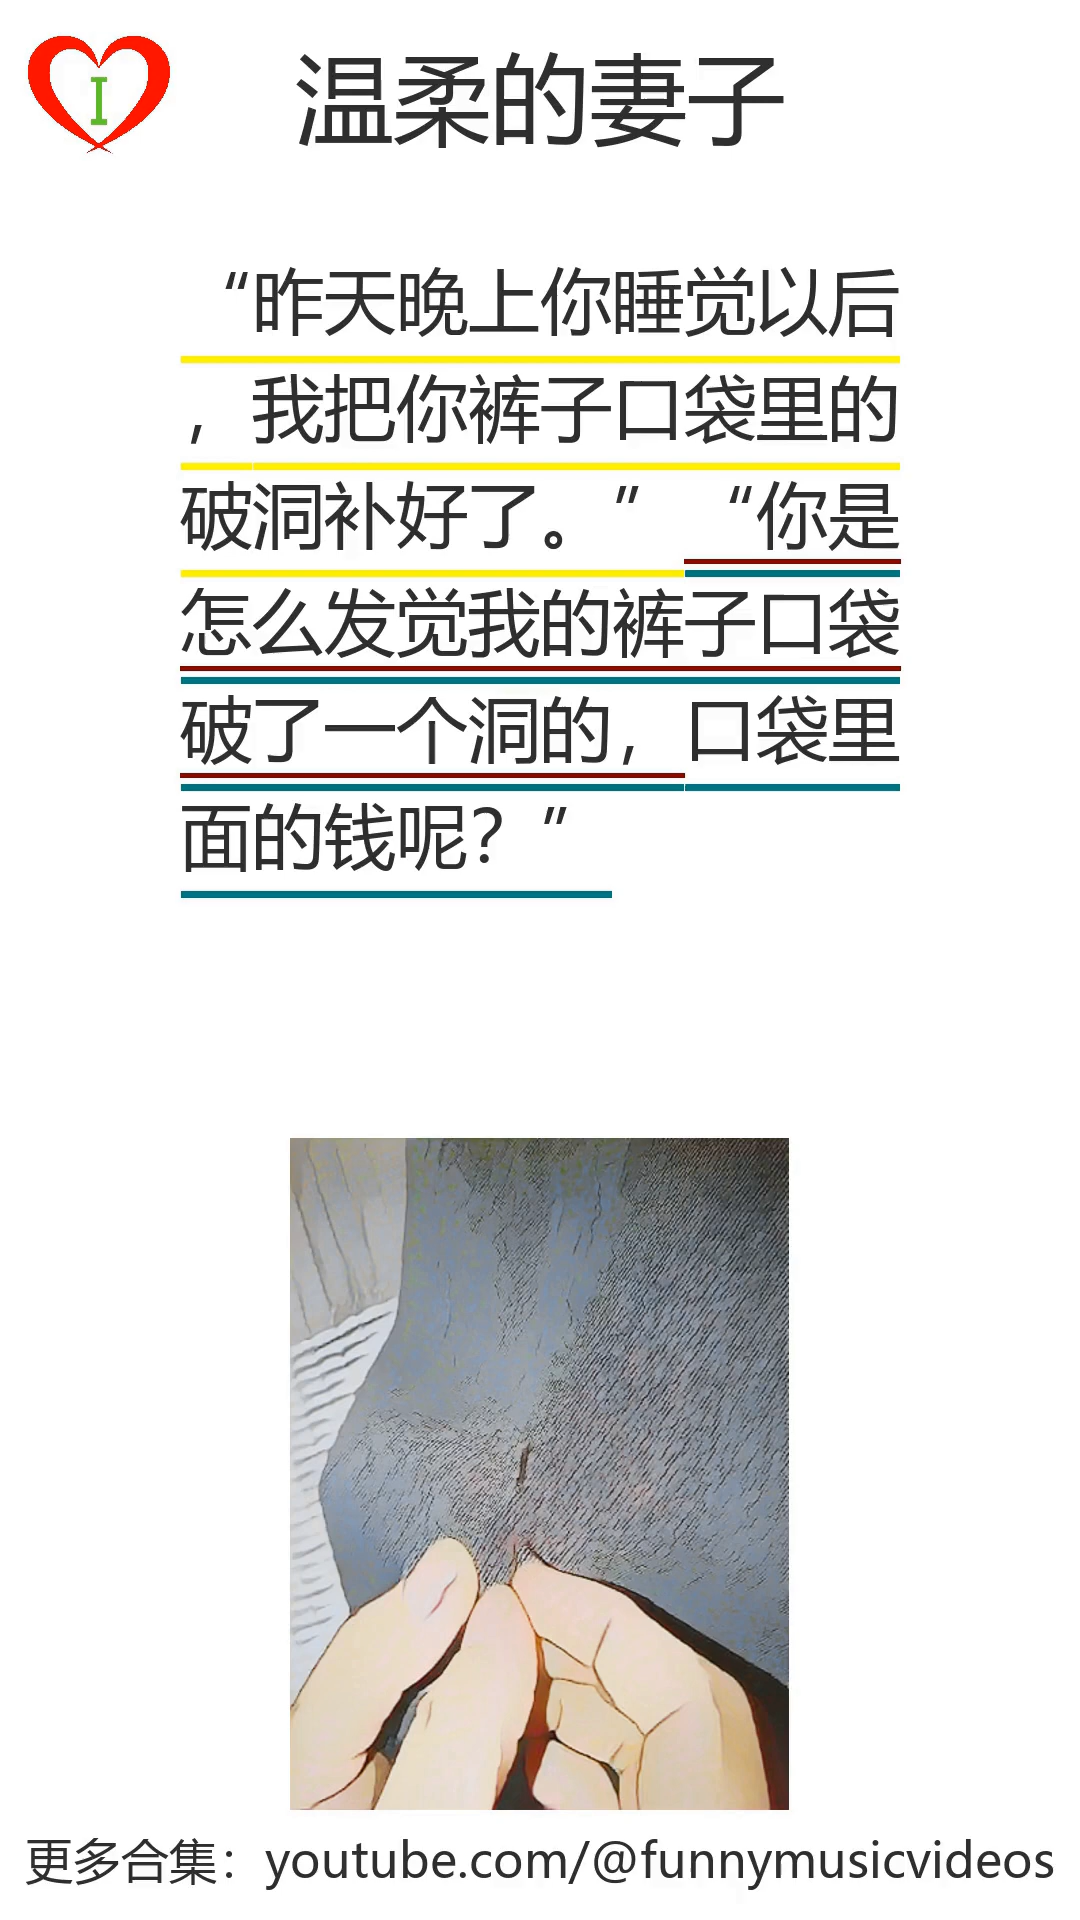 I
温柔的妻子
“昨天晚上你睡觉以后
，我把你裤子口袋里的
破洞补好了。”“你是
怎么发觉我的裤子口袋
破了一个洞的，口袋里
面的钱呢？”
更多合集：youtube.com/@funnymusicvideos